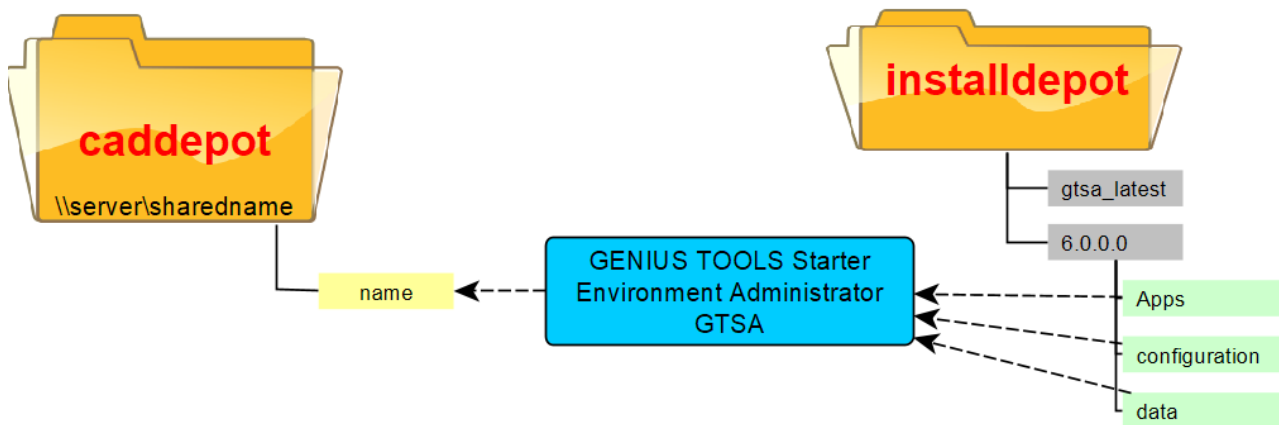 caddepot
\\server\sharedname
name
GENIUS TOOLS Starter
Environment Administrator
GTSA
installdepot
gtsa_latest
6.0.0.0
Apps
configuration
data